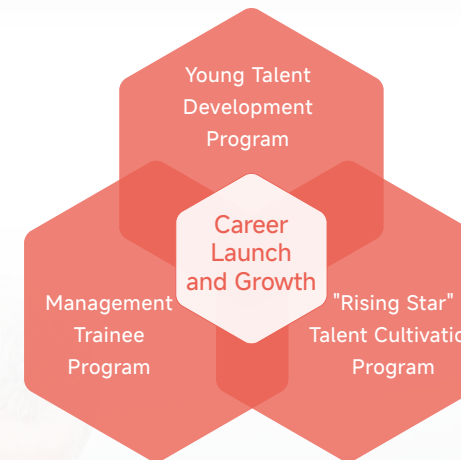 Young Talent
Development
Program
Career
Launch
and Growth
Management
Trainee
Program
"Rising Star"
Talent Cultivatio
Program